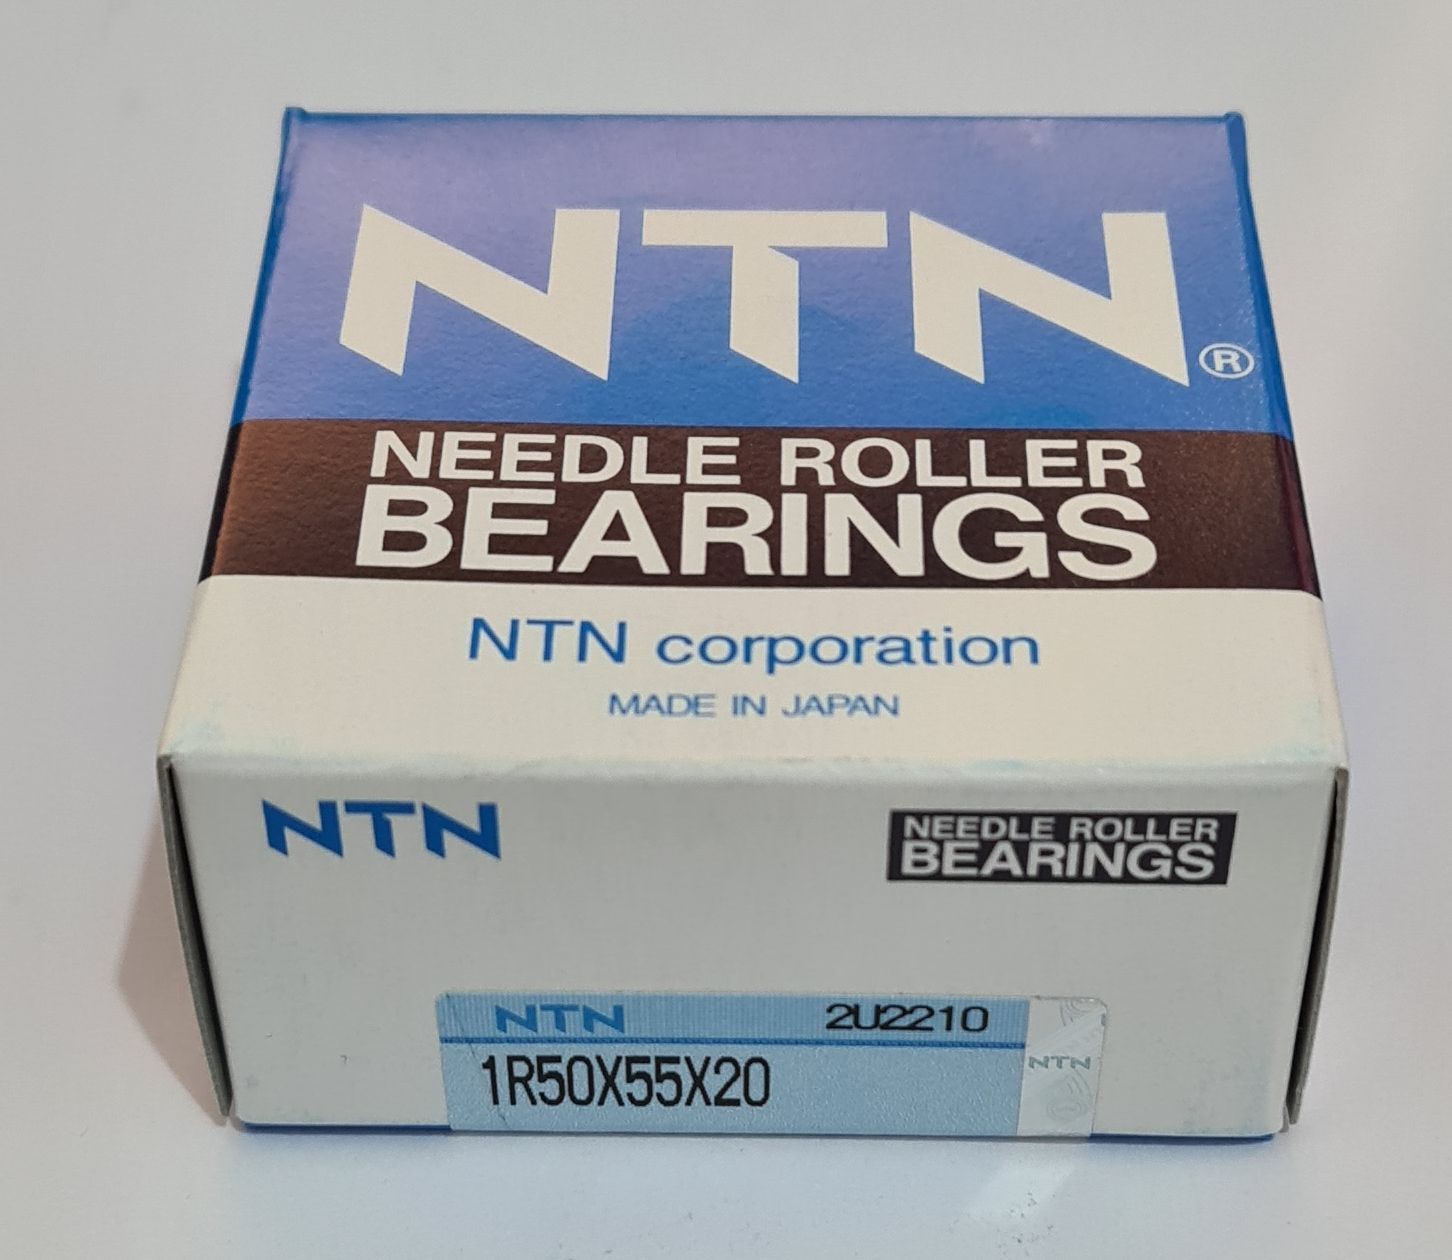 NTN®
NEEDLE ROLLER
BEARINGS
NTN corporation
MADE IN JAPAN
NTN
NEEDLE ROLLER
BEARINGS
NTN 2U2210
1R50X55X20
NTN